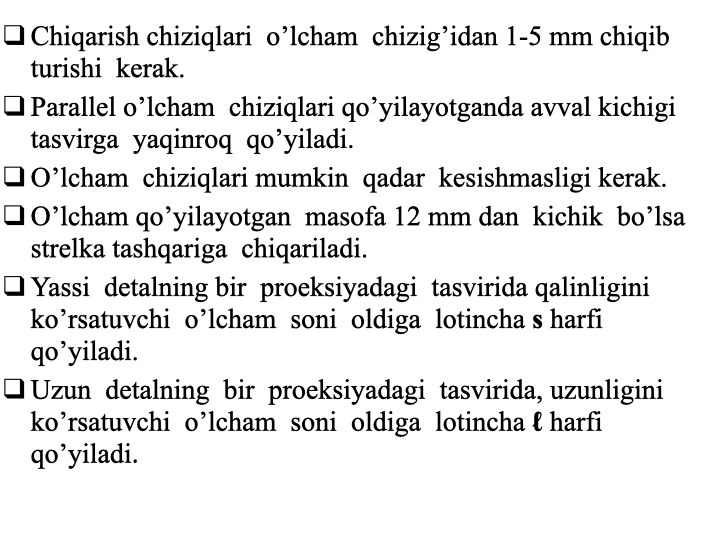 ❑ Chiqarish chiziqlari o’lcham chizig’idan 1-5 mm chiqib
turishi kerak.
❑ Parallel o’lcham chiziqlari qo’yilayotganda avval kichigi
tasvirga yaqinroq qo’yiladi.
❑ O’lcham chiziqlari mumkin qadar kesishmasligi kerak.
❑ O’lcham qo’yilayotgan masofa 12 mm dan kichik bo’lsa
strelka tashqariga chiqariladi.
❑ Yassi detalning bir proeksiyadagi tasvirida qalinligini
ko’rsatuvchi o’lcham soni oldiga lotincha s harfi
qo’yiladi.
❑ Uzun detalning bir proeksiyadagi tasvirida, uzunligini
ko’rsatuvchi o’lcham soni oldiga lotincha ℓ harfi
qo’yiladi.